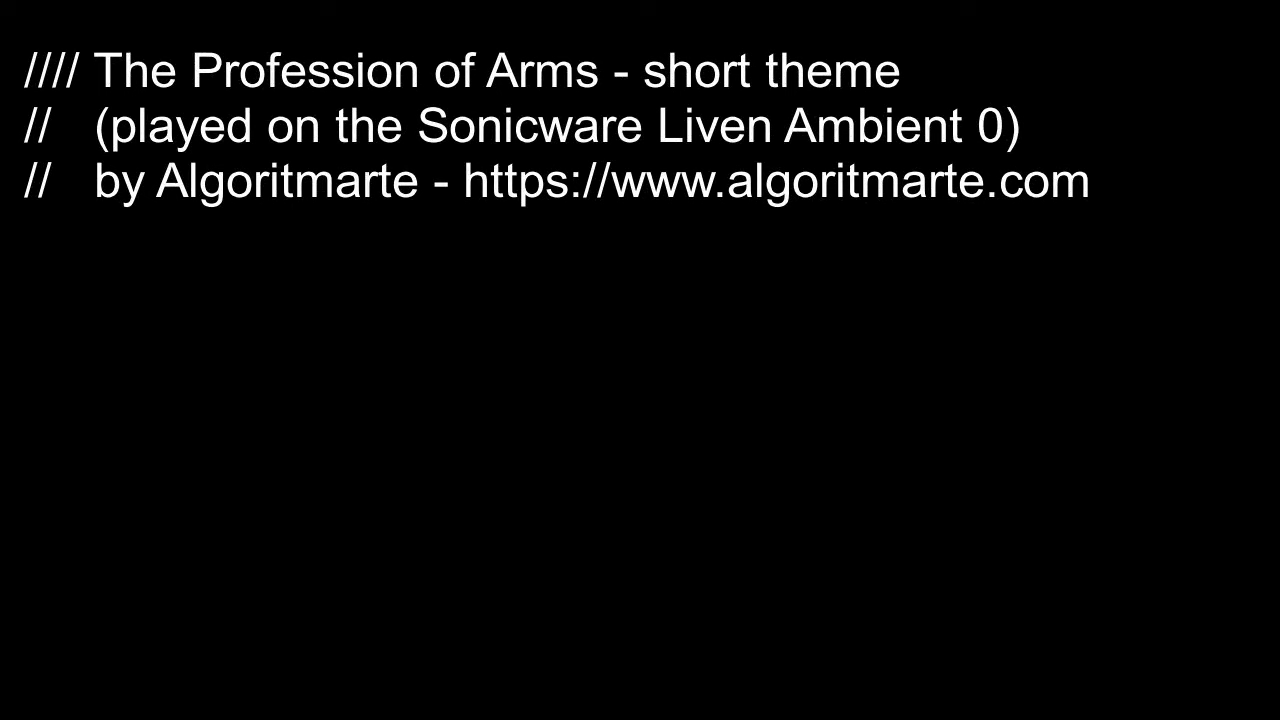 //// The Profession of Arms - short theme
// (played on the Sonicware Liven Ambient 0)
// by Algoritmarte - https://www.algoritmarte.com